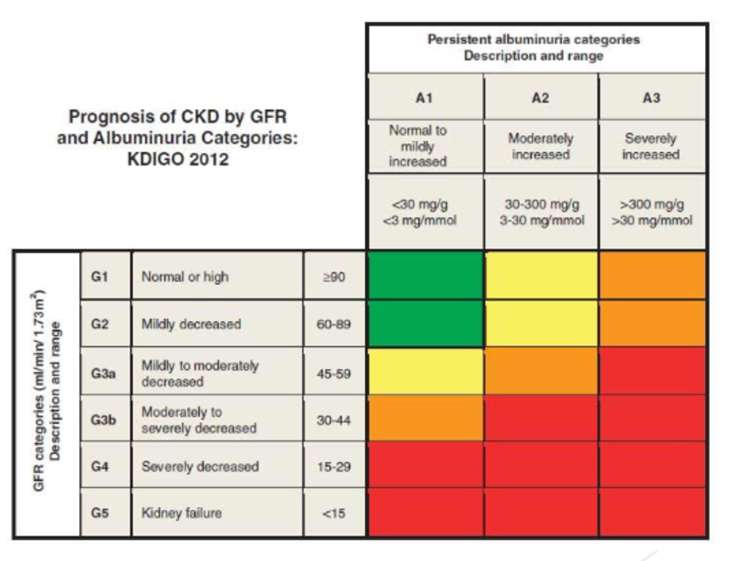 Persistent albuminuria categories
Description and range
Prognosis of CKD by GFR
and Albuminuria Categories:
KDIGO 2012
A1
A2
A3
Normal to
mildly
increased
Moderately
increased
Severely
increased
<30 mg/g
<3 mg/mmol
30-300 mg/g
3-30 mg/mmol
>300 mg/g
>30 mg/mmol
GFR categories (ml/min/ 1.73m²)
Description and range
G1
Normal or high
≥90
G2
Mildly decreased
60-89
G3a
Mildly to moderately
decreased
45-59
G3b
Moderately to
severely decreased
30-44
G4
Severely decreased
15-29
G5
Kidney failure
<15